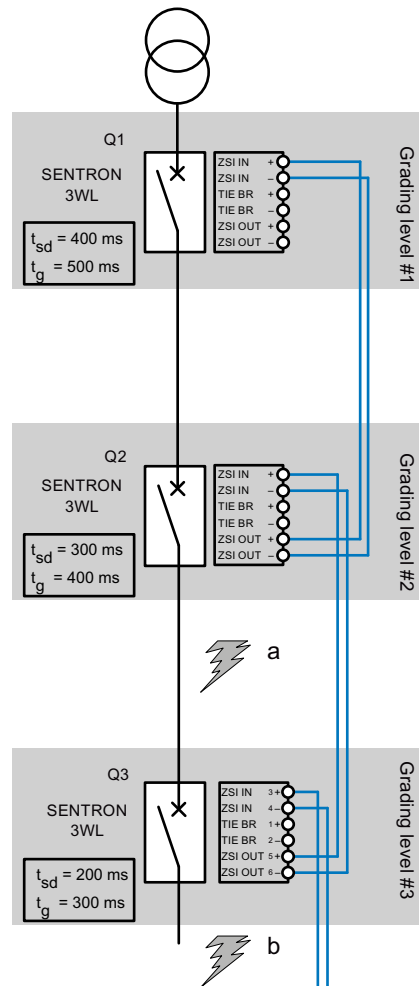 Q1
SENTRON
3WL
t_sd = 400 ms
t_g = 500 ms
ZSI IN +
ZSI IN –
TIE BR +
TIE BR –
ZSI OUT +
ZSI OUT –
Grading level #1
Q2
SENTRON
3WL
t_sd = 300 ms
t_g = 400 ms
ZSI IN +
ZSI IN –
TIE BR +
TIE BR –
ZSI OUT +
ZSI OUT –
Grading level #2
a
Q3
SENTRON
3WL
t_sd = 200 ms
t_g = 300 ms
ZSI IN 3+
ZSI IN 4–
TIE BR 1+
TIE BR 2–
ZSI OUT 5+
ZSI OUT 6–
Grading level #3
b